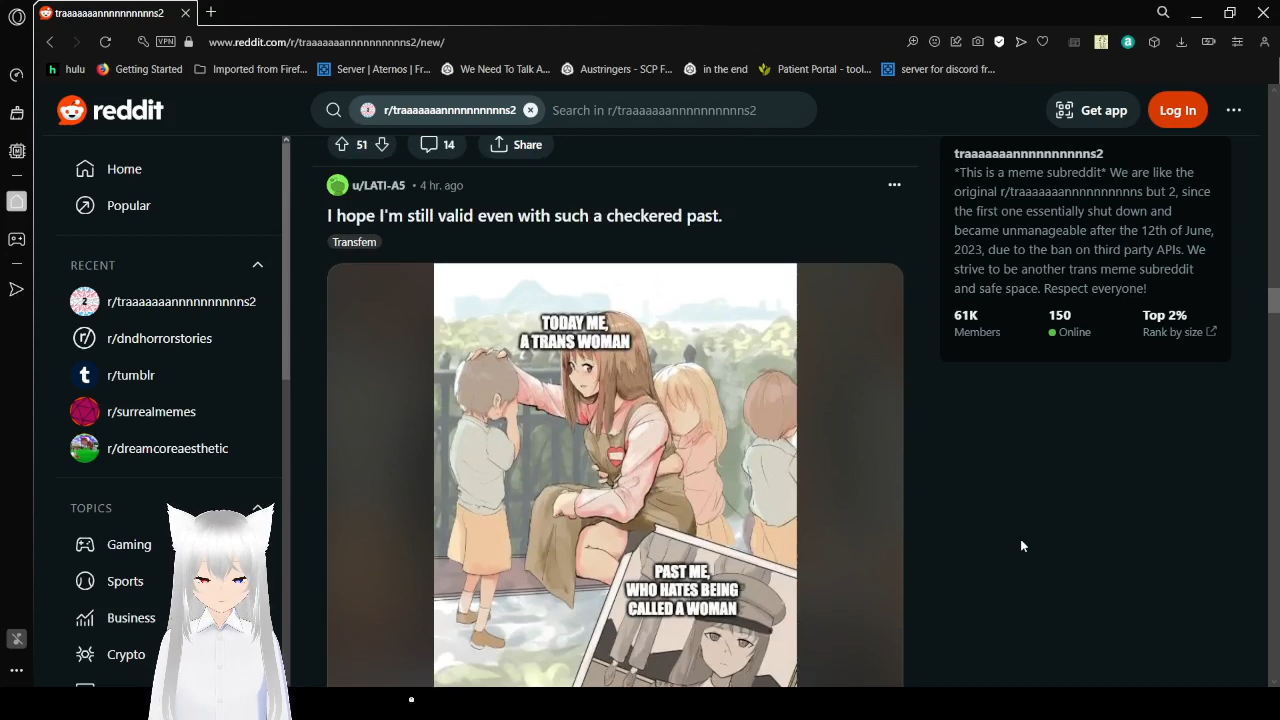 traaaaaaannnnnnnnnns2
VPN
www.reddit.com/r/traaaaaaannnnnnnnnns2/new/
hulu
Getting Started
Imported from Firef...
Server | Aternos | Fr...
We Need To Talk A...
Austringers - SCP F...
in the end
Patient Portal - tool...
server for discord fr...
reddit
r/traaaaaaannnnnnnnnns2
Search in r/traaaaaaannnnnnnnnns2
Get app
Log In
Home
Popular
RECENT
r/traaaaaaannnnnnnnnns2
r/dndhorrorstories
r/tumblr
r/surrealmemes
r/dreamcoreaesthetic
TOPICS
Gaming
Sports
Business
Crypto
51
14
Share
u/LATI-A5 • 4 hr. ago
I hope I'm still valid even with such a checkered past.
Transfem
TODAY ME,
A TRANS WOMAN
PAST ME,
WHO HATES BEING
CALLED A WOMAN
traaaaaaannnnnnnnnns2
*This is a meme subreddit* We are like the
original r/traaaaaaannnnnnnnnns but 2, since
the first one essentially shut down and
became unmanageable after the 12th of June,
2023, due to the ban on third party APIs. We
strive to be another trans meme subreddit
and safe space. Respect everyone!
61K
Members
150
Online
Top 2%
Rank by size